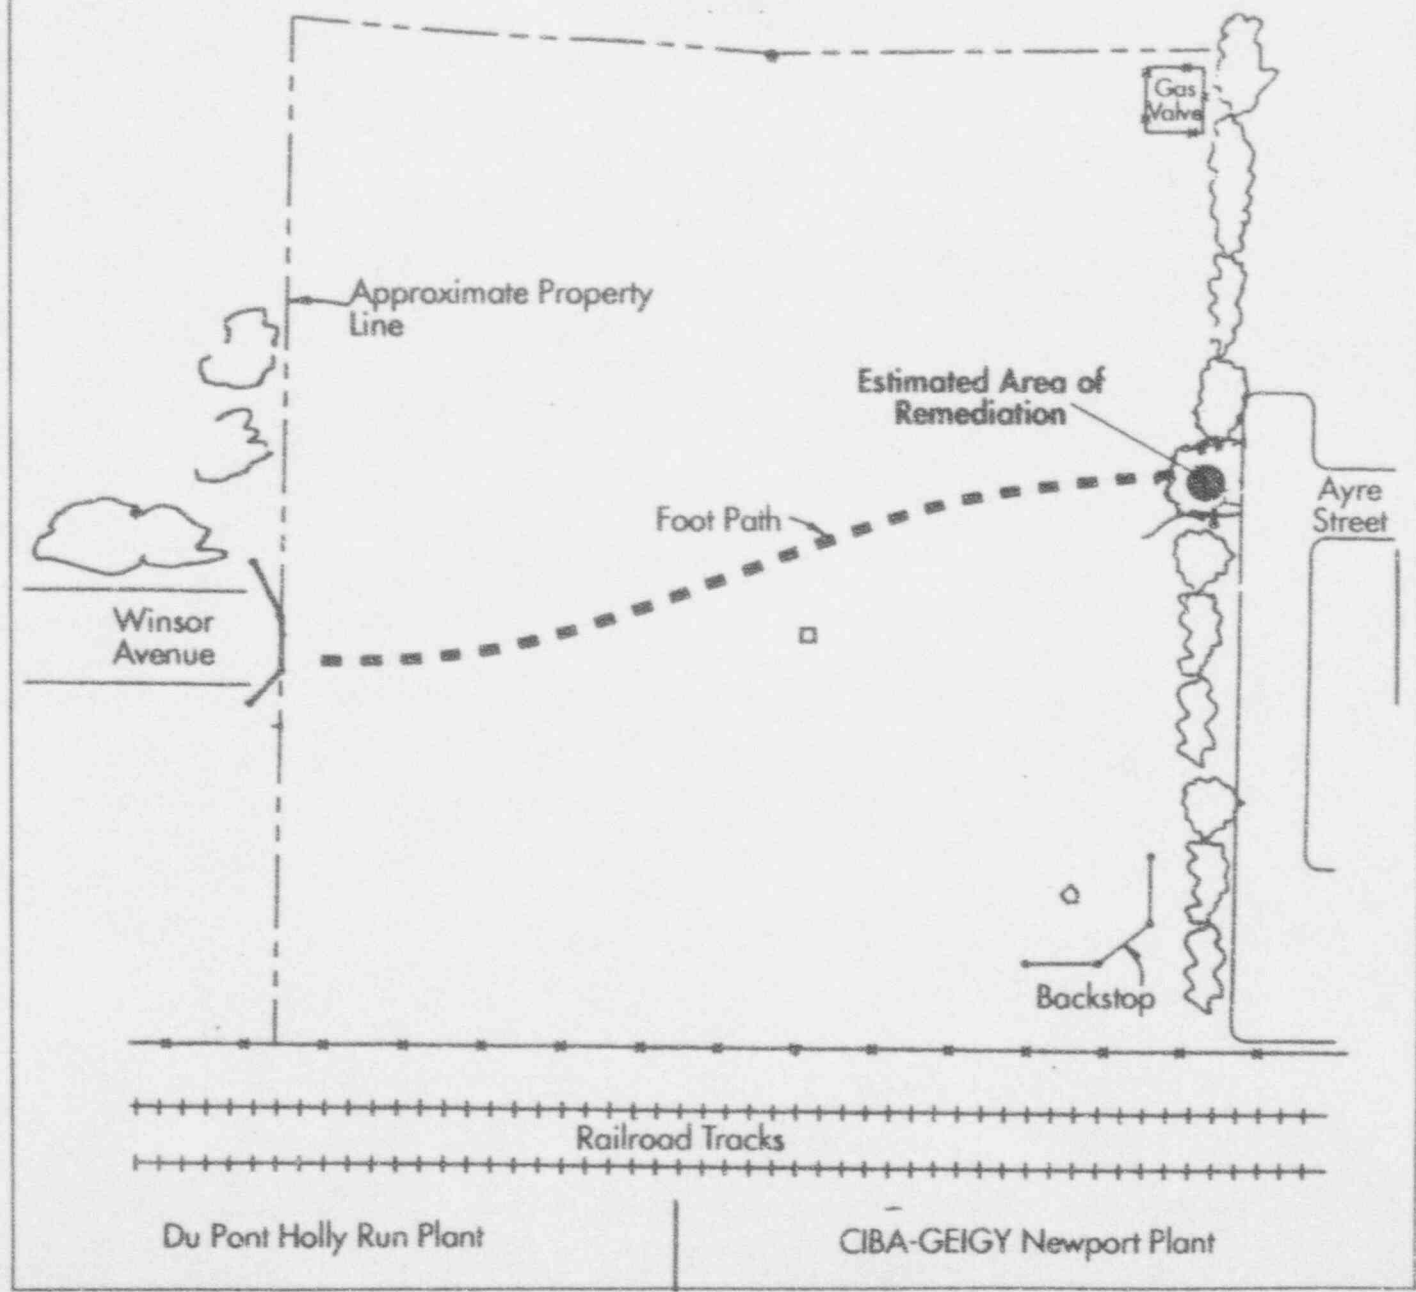 Gas
Valve
Approximate Property
Line
Estimated Area of
Remediation
Ayre
Street
Foot Path
Winsor
Avenue
Backstop
Railroad Tracks
Du Pont Holly Run Plant
CIBA-GEIGY Newport Plant